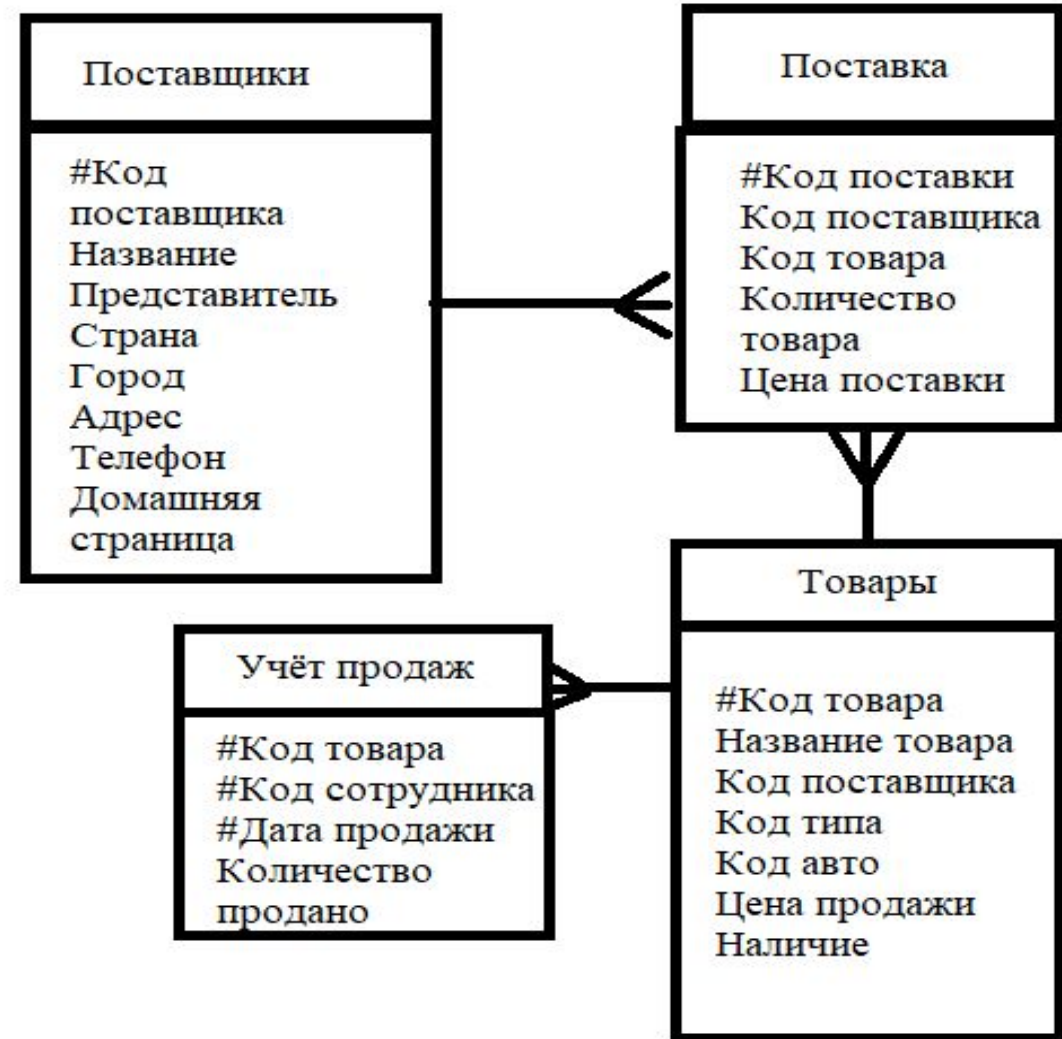 Поставщики
#Код
поставщика
Название
Представитель
Страна
Город
Адрес
Телефон
Домашняя
страница
Поставка
#Код поставки
Код поставщика
Код товара
Количество
товара
Цена поставки
Учёт продаж
#Код товара
#Код сотрудника
#Дата продажи
Количество
продано
Товары
#Код товара
Название товара
Код поставщика
Код типа
Код авто
Цена продажи
Наличие